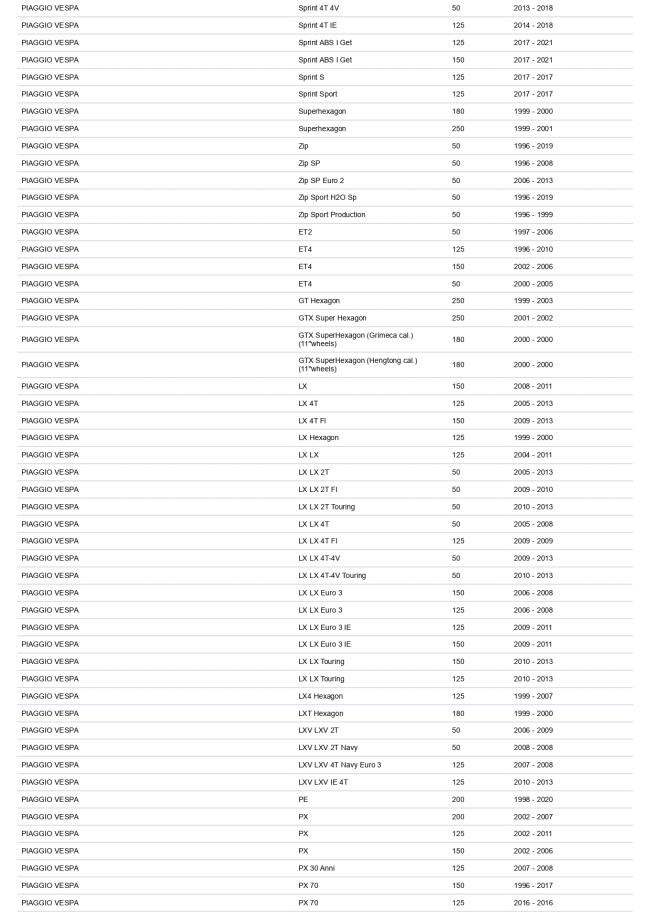 PIAGGIO VESPA Sprint 4T 4V 50 2013 - 2018
PIAGGIO VESPA Sprint 4T IE 125 2014 - 2018
PIAGGIO VESPA Sprint ABS I Get 125 2017 - 2021
PIAGGIO VESPA Sprint ABS I Get 150 2017 - 2021
PIAGGIO VESPA Sprint S 125 2017 - 2017
PIAGGIO VESPA Sprint Sport 125 2017 - 2017
PIAGGIO VESPA Superhexagon 180 1999 - 2000
PIAGGIO VESPA Superhexagon 250 1999 - 2001
PIAGGIO VESPA Zip 50 1996 - 2019
PIAGGIO VESPA Zip SP 50 1996 - 2008
PIAGGIO VESPA Zip SP Euro 2 50 2006 - 2013
PIAGGIO VESPA Zip Sport H2O Sp 50 1996 - 2019
PIAGGIO VESPA Zip Sport Production 50 1996 - 1999
PIAGGIO VESPA ET2 50 1997 - 2006
PIAGGIO VESPA ET4 125 1996 - 2010
PIAGGIO VESPA ET4 150 2002 - 2006
PIAGGIO VESPA ET4 50 2000 - 2005
PIAGGIO VESPA GT Hexagon 250 1999 - 2003
PIAGGIO VESPA GTX Super Hexagon 250 2001 - 2002
PIAGGIO VESPA GTX SuperHexagon (Grimeca cal.) 180 2000 - 2000
(11"wheels)
PIAGGIO VESPA GTX SuperHexagon (Hengtong cal.) 180 2000 - 2000
(11"wheels)
PIAGGIO VESPA LX 150 2008 - 2011
PIAGGIO VESPA LX 4T 125 2005 - 2013
PIAGGIO VESPA LX 4T FI 150 2009 - 2013
PIAGGIO VESPA LX Hexagon 125 1999 - 2000
PIAGGIO VESPA LX LX 125 2004 - 2011
PIAGGIO VESPA LX LX 2T 50 2005 - 2013
PIAGGIO VESPA LX LX 2T FI 50 2009 - 2010
PIAGGIO VESPA LX LX 2T Touring 50 2010 - 2013
PIAGGIO VESPA LX LX 4T 50 2005 - 2008
PIAGGIO VESPA LX LX 4T FI 125 2009 - 2009
PIAGGIO VESPA LX LX 4T-4V 50 2009 - 2013
PIAGGIO VESPA LX LX 4T-4V Touring 50 2010 - 2013
PIAGGIO VESPA LX LX Euro 3 150 2006 - 2008
PIAGGIO VESPA LX LX Euro 3 125 2006 - 2008
PIAGGIO VESPA LX LX Euro 3 IE 125 2009 - 2011
PIAGGIO VESPA LX LX Euro 3 IE 150 2009 - 2011
PIAGGIO VESPA LX LX Touring 150 2010 - 2013
PIAGGIO VESPA LX LX Touring 125 2010 - 2013
PIAGGIO VESPA LX4 Hexagon 125 1999 - 2007
PIAGGIO VESPA LXT Hexagon 180 1999 - 2000
PIAGGIO VESPA LXV LXV 2T 50 2006 - 2009
PIAGGIO VESPA LXV LXV 2T Navy 50 2008 - 2008
PIAGGIO VESPA LXV LXV 4T Navy Euro 3 125 2007 - 2008
PIAGGIO VESPA LXV LXV IE 4T 125 2010 - 2013
PIAGGIO VESPA PE 200 1998 - 2020
PIAGGIO VESPA PX 200 2002 - 2007
PIAGGIO VESPA PX 125 2002 - 2011
PIAGGIO VESPA PX 150 2002 - 2006
PIAGGIO VESPA PX 30 Anni 125 2007 - 2008
PIAGGIO VESPA PX 70 150 1996 - 2017
PIAGGIO VESPA PX 70 125 2016 - 2016